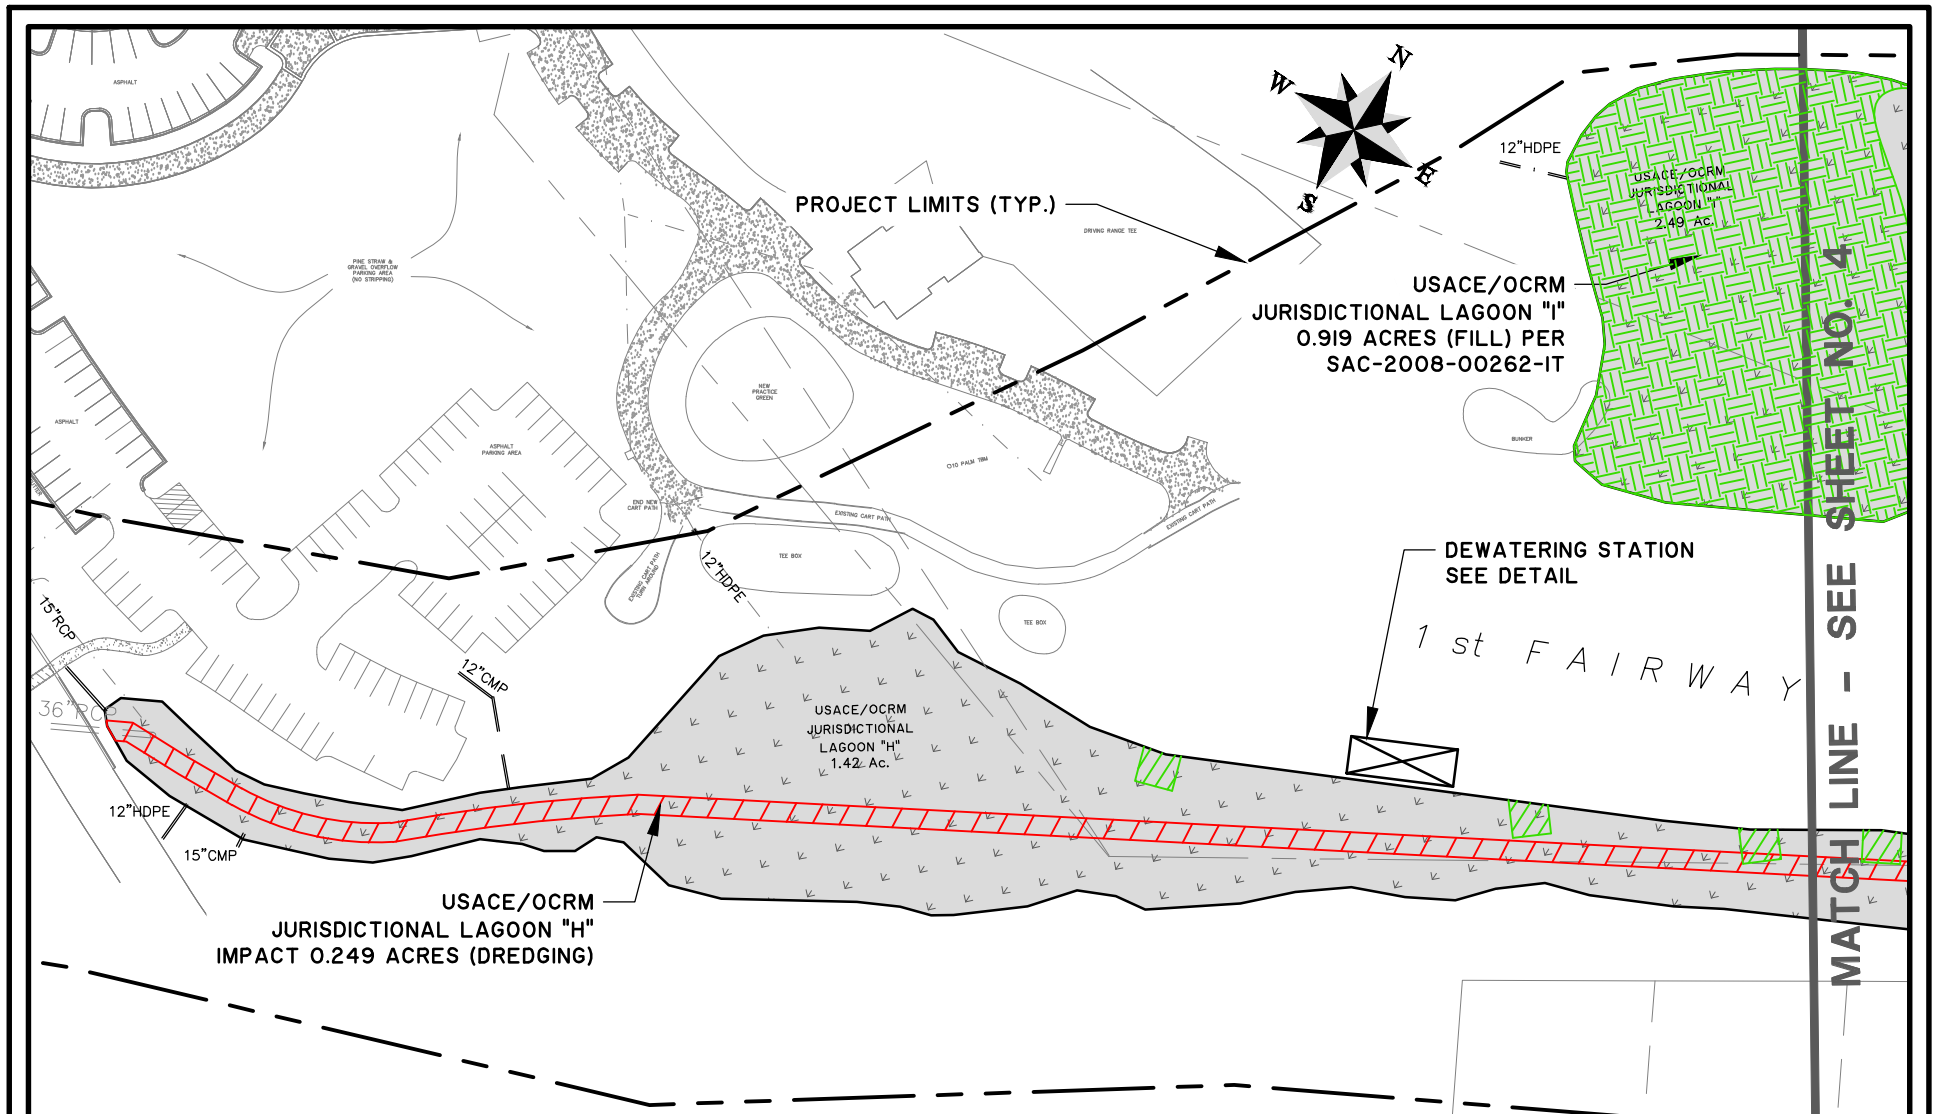 ASPHALT
N
W
E
S
12"HDPE
USACE/OCRM
JURISDICTIONAL
LAGOON "I"
2.49 Ac.
PROJECT LIMITS (TYP.)
DRIVING RANGE TEE
PINE STRAW &
GRAVEL OVERFLOW
PARKING AREA
(NO STRIPPING)
USACE/OCRM
JURISDICTIONAL LAGOON "I"
0.919 ACRES (FILL) PER
SAC-2008-00262-IT
NEW
PRACTICE
GREEN
ASPHALT
ASPHALT
PARKING AREA
BUNKER
END NEW
CART PATH
EXISTING CART PATH
EXISTING CART PATH
TEE BOX
EXISTING CART PATH
TURN AROUND
12"HDPE
TEE BOX
DEWATERING STATION
SEE DETAIL
1 st FAIRWAY
15"RCP
36"RCP
12"CMP
USACE/OCRM
JURISDICTIONAL
LAGOON "H"
1.42 Ac.
12"HDPE
15"CMP
USACE/OCRM
JURISDICTIONAL LAGOON "H"
IMPACT 0.249 ACRES (DREDGING)
MATCH LINE - SEE SHEET NO. 4